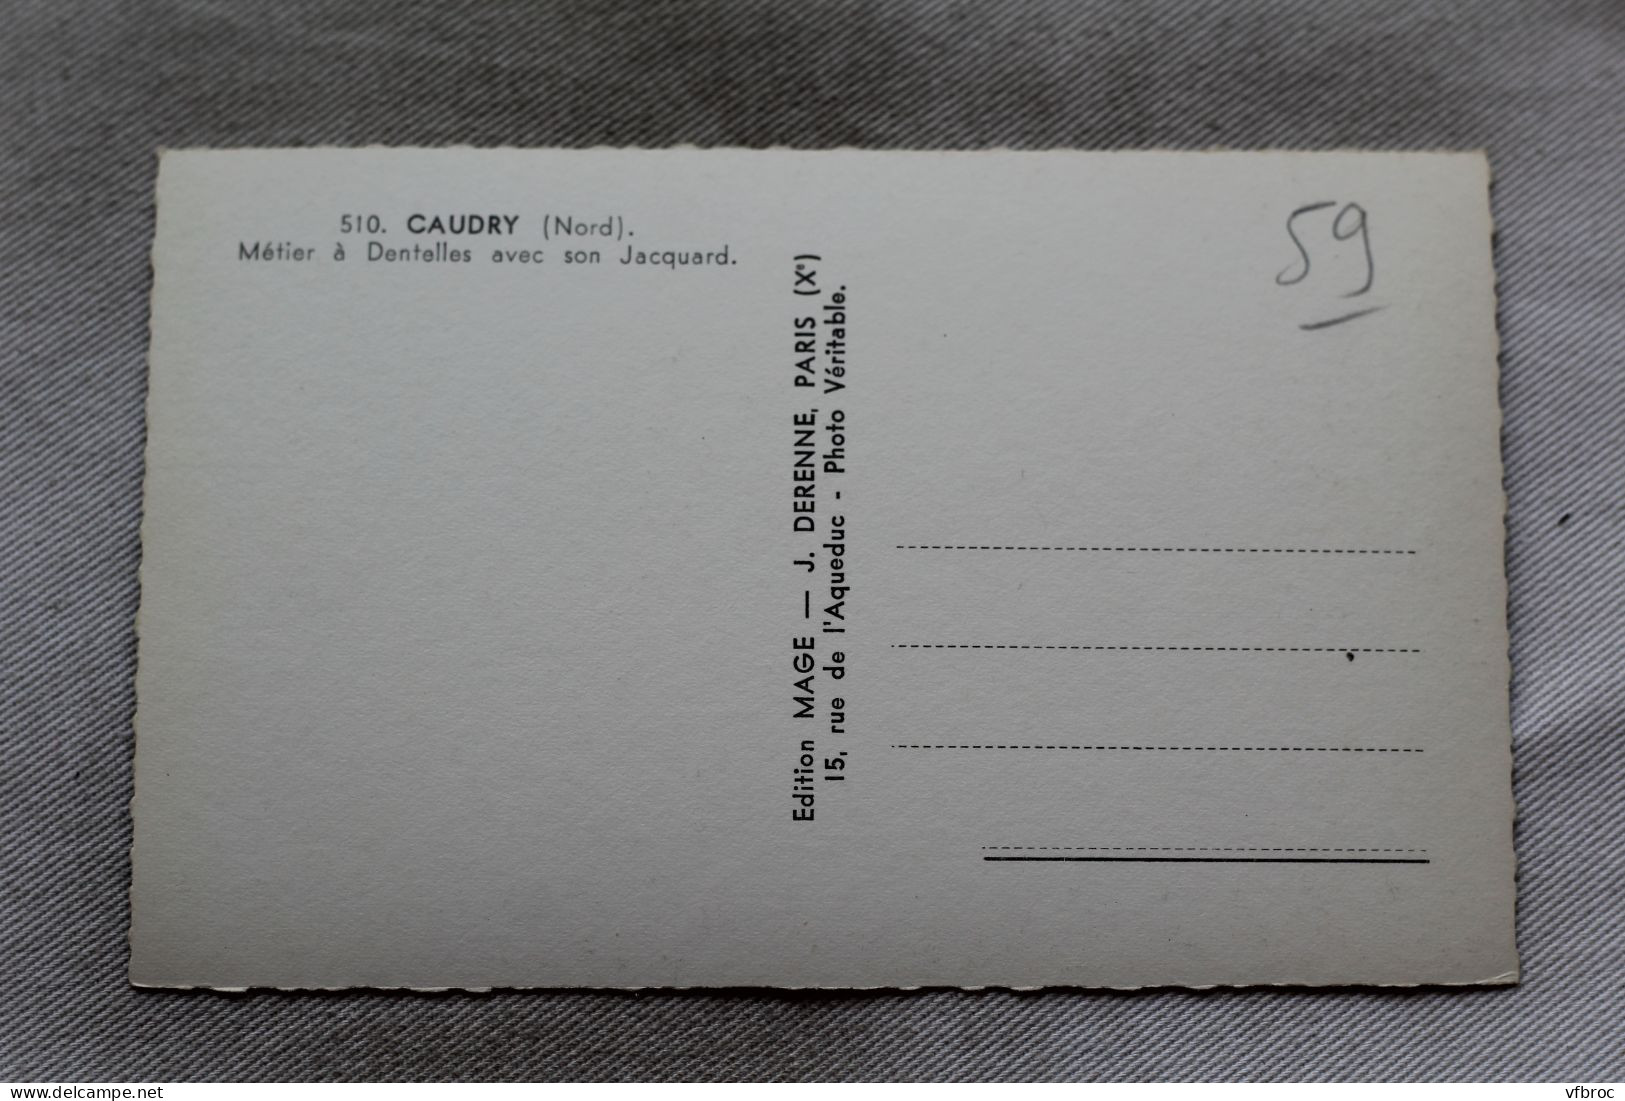 510. CAUDRY (Nord).
Métier à Dentelles avec son Jacquard.
Edition MAGE — J. DERENNE, PARIS (Xe)
15, rue de l'Aqueduc - Photo Véritable.
59
delcampe.net
vfbroc